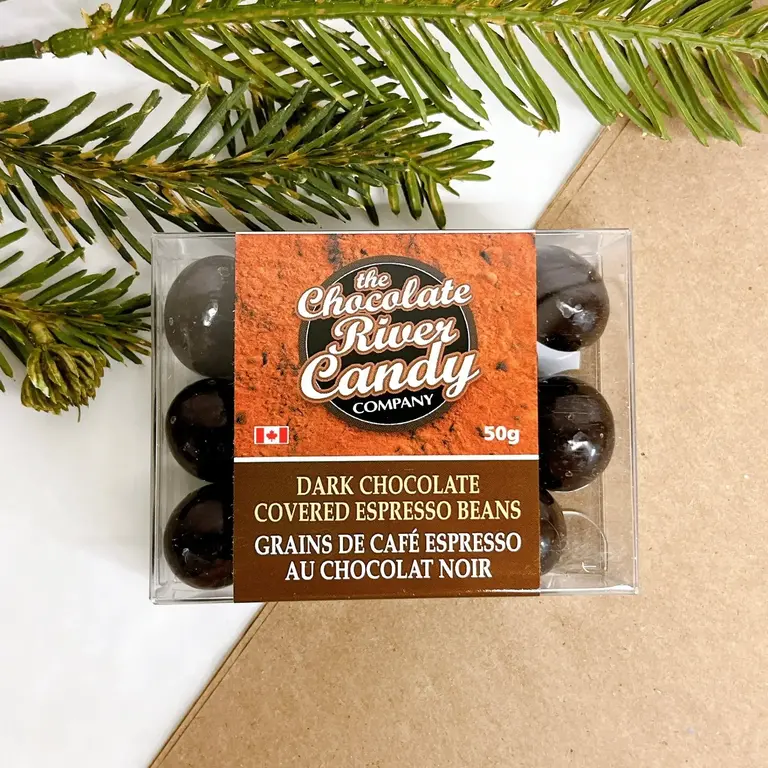 the
Chocolate
River
Candy
COMPANY
50g
DARK CHOCOLATE
COVERED ESPRESSO BEANS
GRAINS DE CAFÉ ESPRESSO
AU CHOCOLAT NOIR